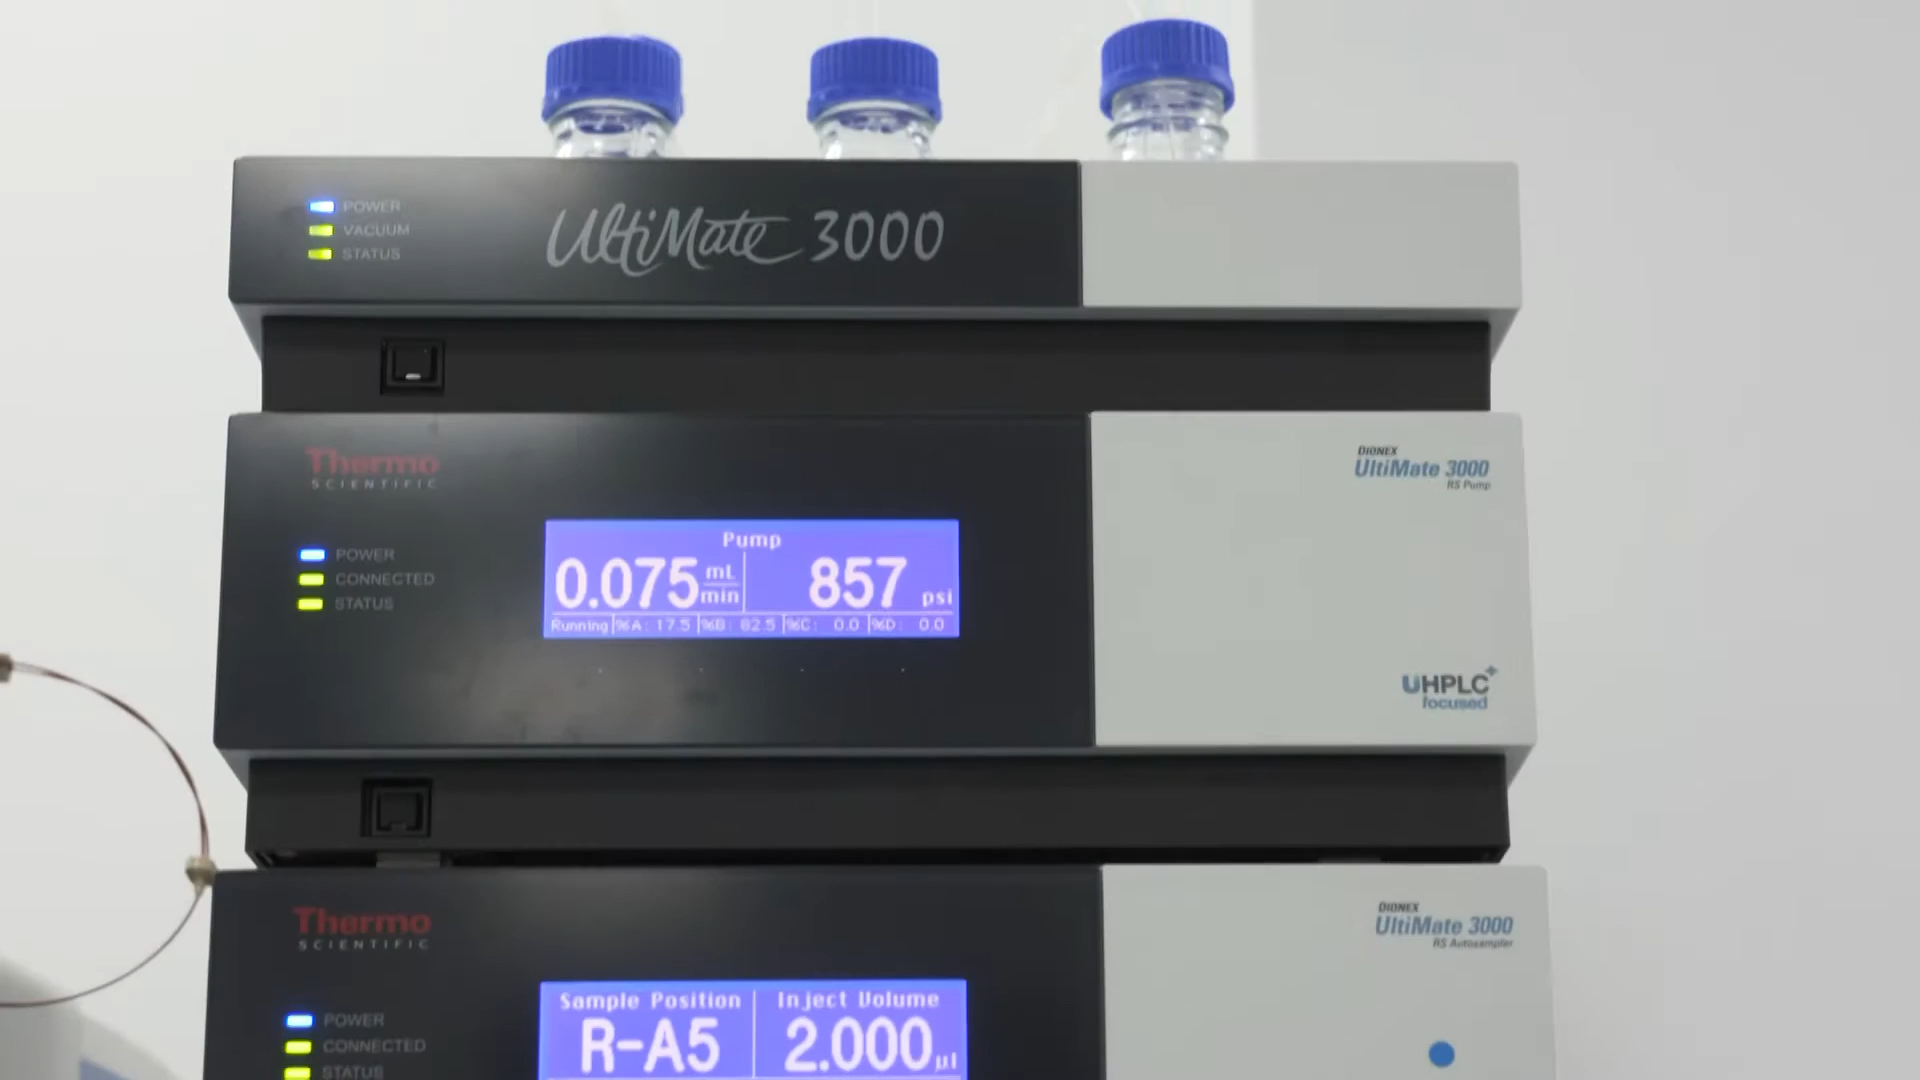 POWER
VACUUM
STATUS
UltiMate 3000
Thermo
SCIENTIFIC
POWER
CONNECTED
STATUS
Pump
0.075 mL/min 857 psi
Running %A: 17.5 %B: 82.5 %C: 0.0 %D: 0.0
DIONEX
UltiMate 3000
RS Pump
UHPLC+
focused
Thermo
SCIENTIFIC
POWER
CONNECTED
STATUS
Sample Position Inject Volume
R-A5 2.000 µl
DIONEX
UltiMate 3000
RS Autosampler